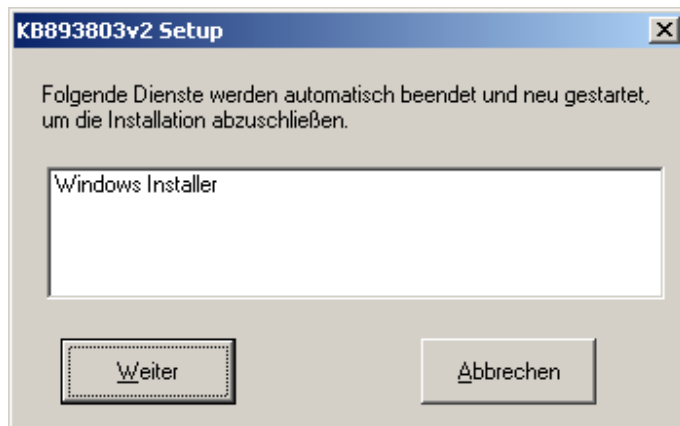 KB893803v2 Setup
Folgende Dienste werden automatisch beendet und neu gestartet,
um die Installation abzuschließen.
Windows Installer
Weiter
Abbrechen